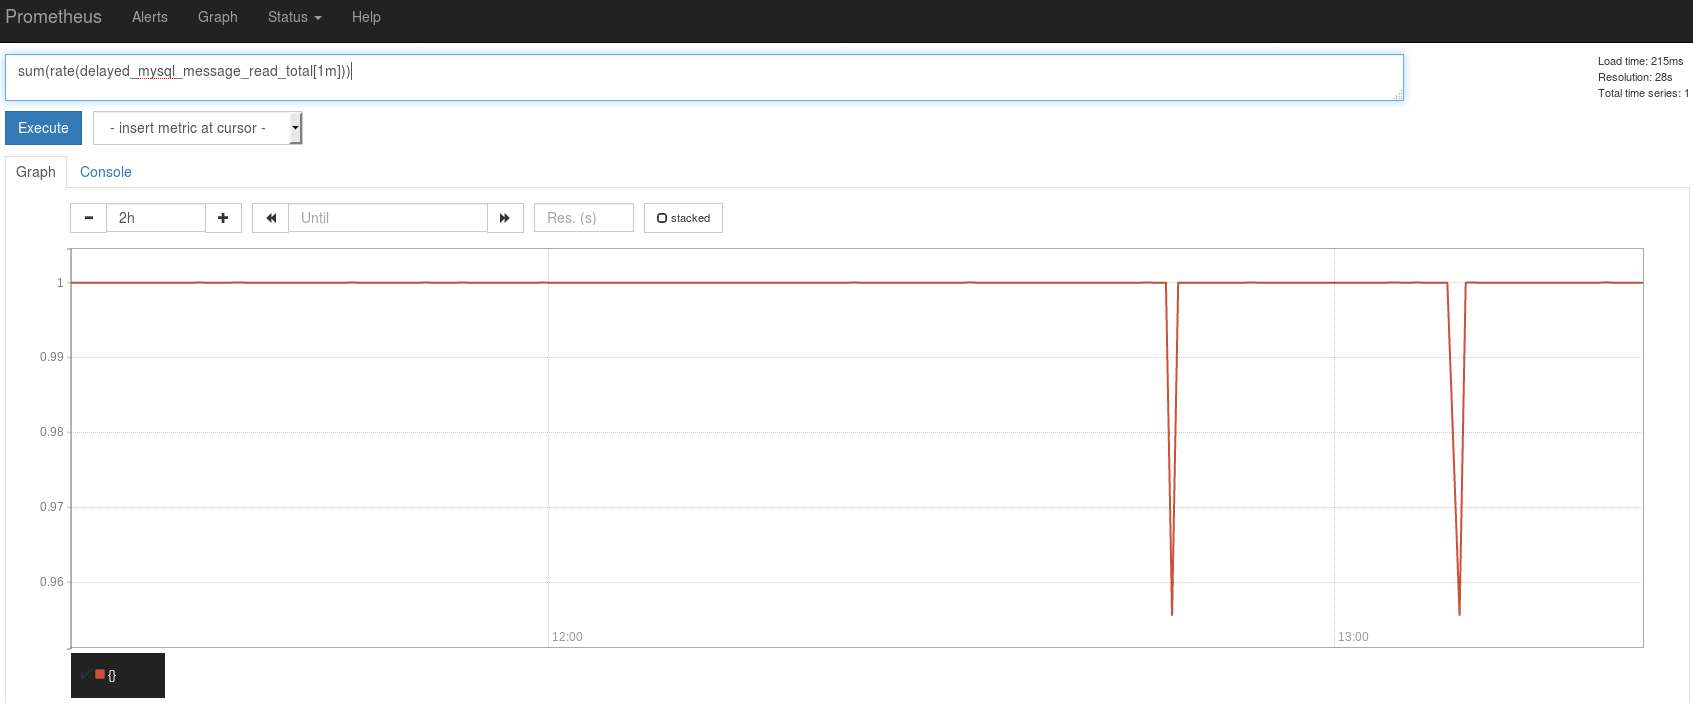 Prometheus Alerts Graph Status Help
sum(rate(delayed_mysql_message_read_total[1m]))
Load time: 215ms
Resolution: 28s
Total time series: 1
Execute - insert metric at cursor -
Graph Console
2h Until Res. (s) stacked
1
0.99
0.98
0.97
0.96
12:00 13:00
{}